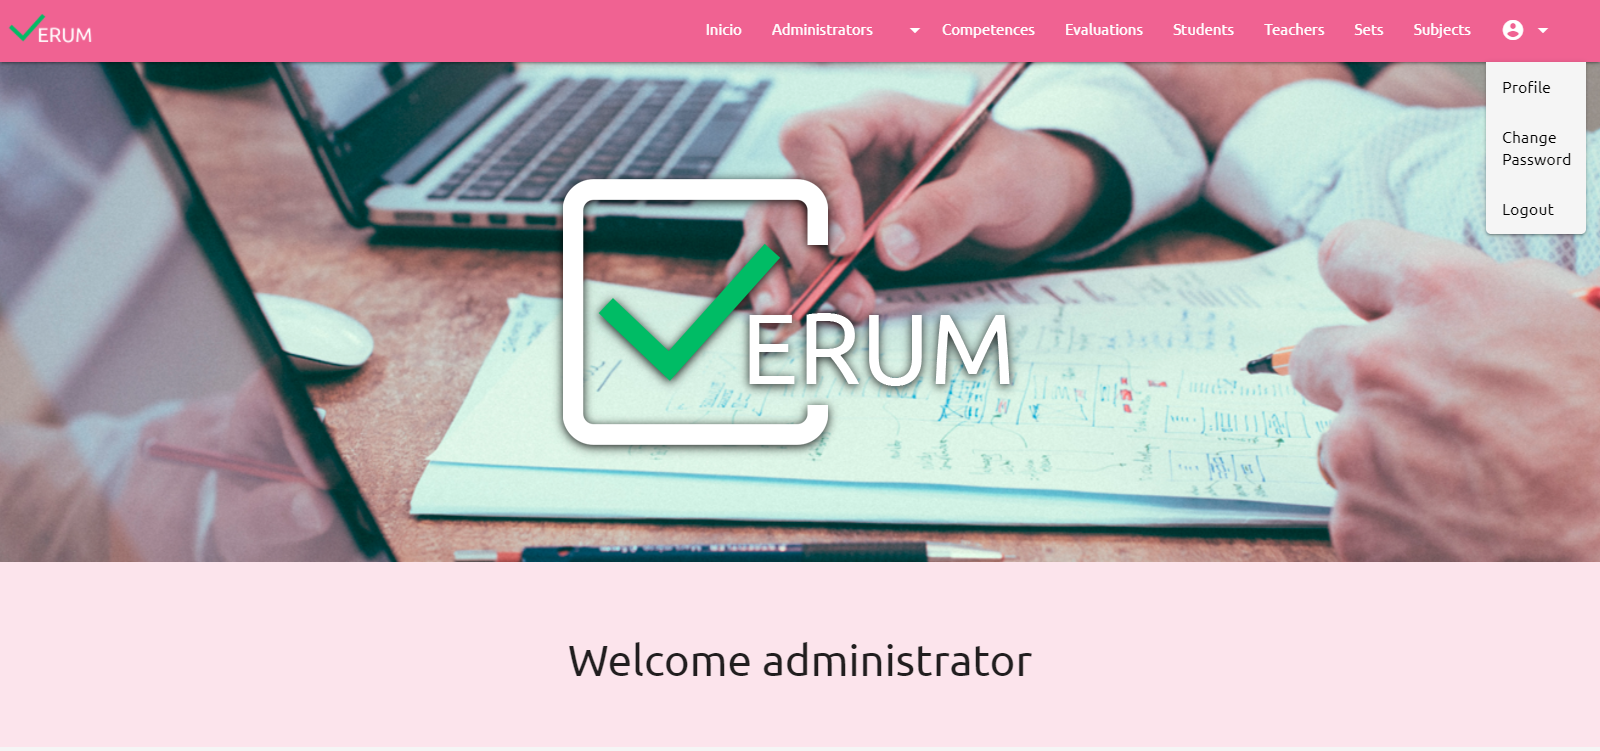 ERUM
Inicio
Administrators
Competences
Evaluations
Students
Teachers
Sets
Subjects
Profile
Change
Password
Logout
ERUM
Welcome administrator